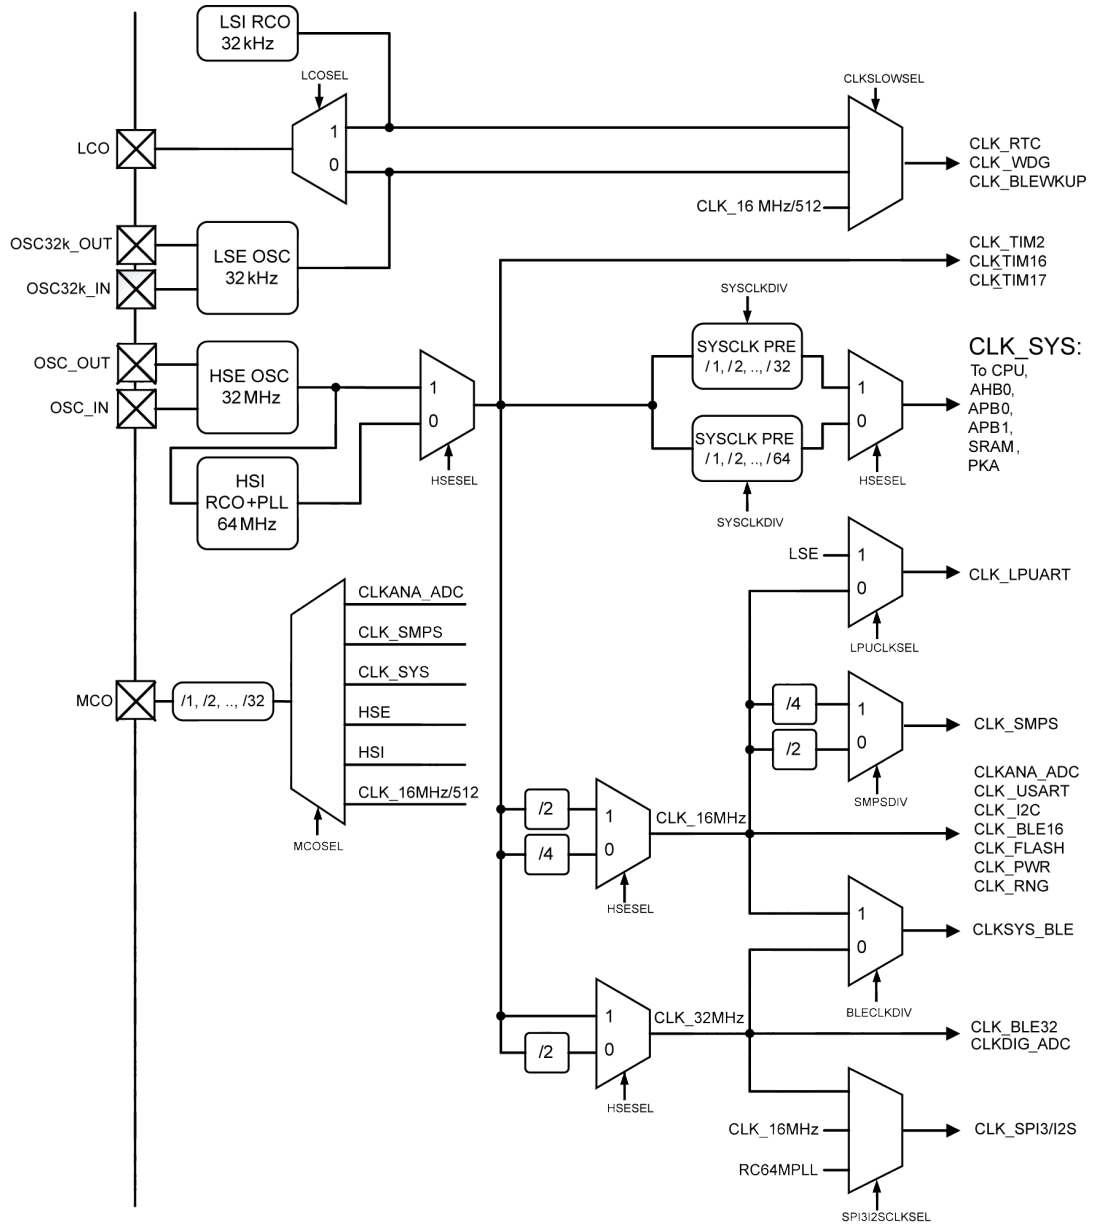 LSI RCO
32 kHz
LCOSEL
CLKSLOWSEL
1
0
LCO
CLK_RTC
CLK_WDG
CLK_BLEWKUP
CLK_16 MHz/512
OSC32k_OUT
OSC32k_IN
LSE OSC
32 kHz
CLK_TIM2
CLK_TIM16
CLK_TIM17
SYSCLKDIV
OSC_OUT
OSC_IN
HSE OSC
32 MHz
1
0
HSESEL
SYSCLK PRE
/ 1, / 2, .., / 32
SYSCLK PRE
/ 1, / 2, .., / 64
SYSCLKDIV
1
0
HSESEL
CLK_SYS:
To CPU,
AHB0,
APB0,
APB1,
SRAM ,
PKA
HSI
RCO+PLL
64 MHz
LSE
1
0
LPUCLKSEL
CLK_LPUART
MCO
/1, /2, .., /32
CLKANA_ADC
CLK_SMPS
CLK_SYS
HSE
HSI
CLK_16MHz/512
MCOSEL
/4
/2
1
0
SMPSDIV
CLK_SMPS
/2
/4
1
0
HSESEL
CLK_16MHz
CLKANA_ADC
CLK_USART
CLK_I2C
CLK_BLE16
CLK_FLASH
CLK_PWR
CLK_RNG
1
0
BLECLKDIV
CLKSYS_BLE
/2
1
0
HSESEL
CLK_32MHz
CLK_BLE32
CLKDIG_ADC
CLK_16MHz
RC64MPLL
SPI3I2SCLKSEL
CLK_SPI3/I2S